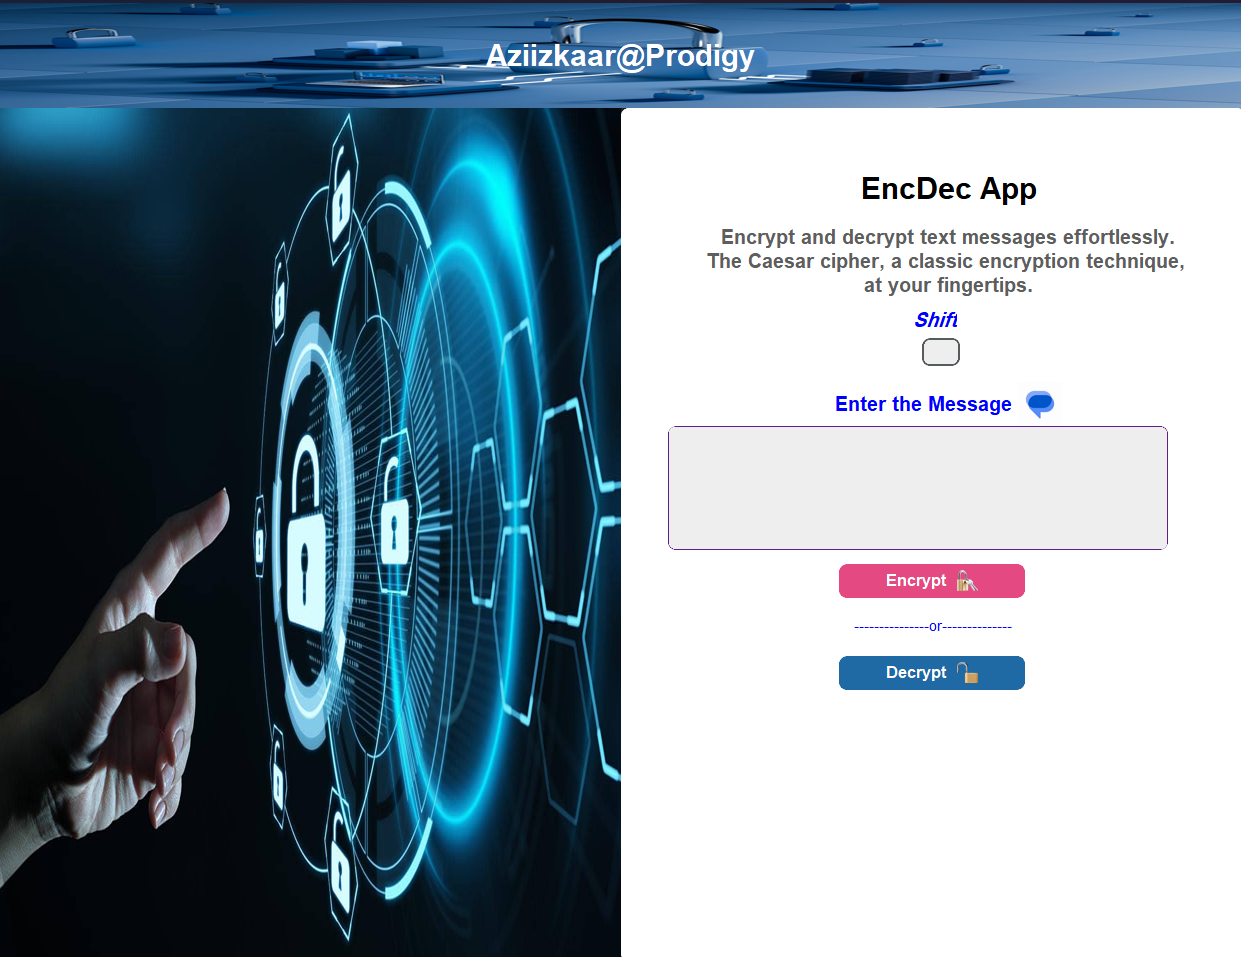 Aziizkaar@Prodigy
EncDec App
Encrypt and decrypt text messages effortlessly.
The Caesar cipher, a classic encryption technique,
at your fingertips.
Shift
Enter the Message
Encrypt
---------------or--------------
Decrypt